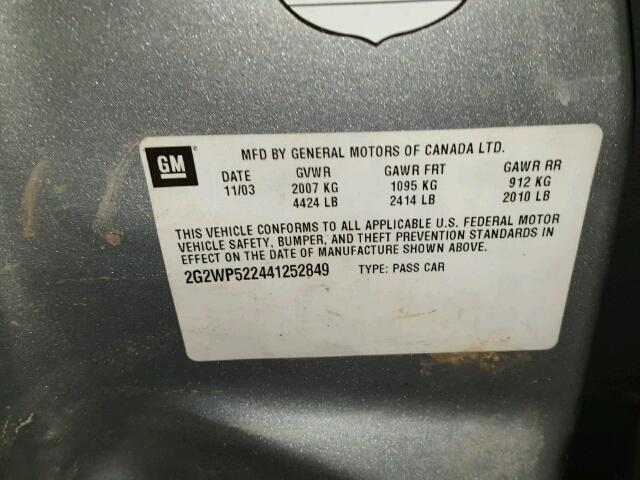 GM
MFD BY GENERAL MOTORS OF CANADA LTD.
DATE GVWR GAWR FRT GAWR RR
11/03 2007 KG 1095 KG 912 KG
4424 LB 2414 LB 2010 LB
THIS VEHICLE CONFORMS TO ALL APPLICABLE U.S. FEDERAL MOTOR
VEHICLE SAFETY, BUMPER, AND THEFT PREVENTION STANDARDS IN
EFFECT ON THE DATE OF MANUFACTURE SHOWN ABOVE.
2G2WP522441252849 TYPE: PASS CAR